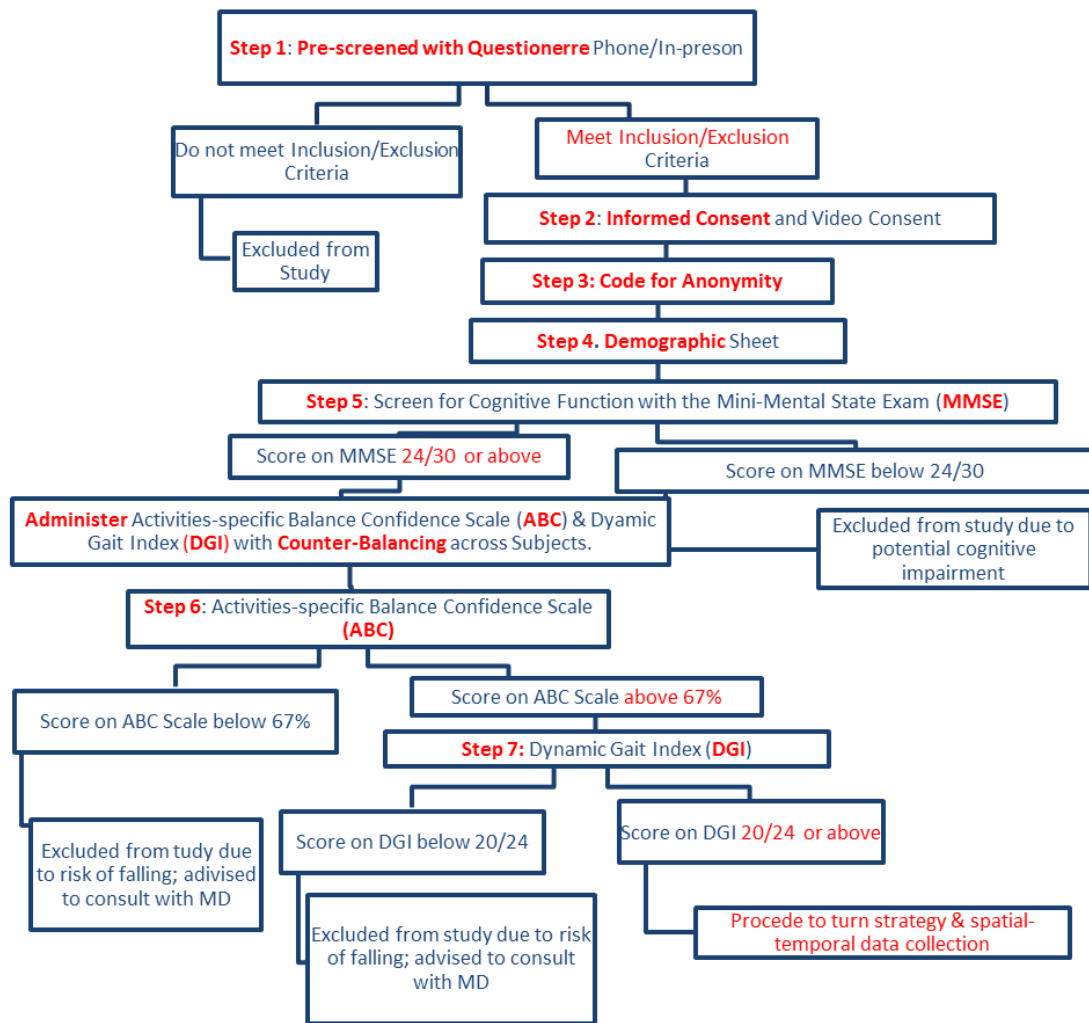 Step 1: Pre-screened with Questionerre Phone/In-preson
Do not meet Inclusion/Exclusion
Criteria
Meet Inclusion/Exclusion
Criteria
Step 2: Informed Consent and Video Consent
Excluded from
Study
Step 3: Code for Anonymity
Step 4. Demographic Sheet
Step 5: Screen for Cognitive Function with the Mini-Mental State Exam (MMSE)
Score on MMSE 24/30 or above
Score on MMSE below 24/30
Administer Activities-specific Balance Confidence Scale (ABC) & Dyamic
Gait Index (DGI) with Counter-Balancing across Subjects.
Excluded from study due to
potential cognitive
impairment
Step 6: Activities-specific Balance Confidence Scale
(ABC)
Score on ABC Scale below 67%
Score on ABC Scale above 67%
Step 7: Dynamic Gait Index (DGI)
Excluded from tudy due
to risk of falling; adivised
to consult with MD
Score on DGI below 20/24
Score on DGI 20/24 or above
Excluded from study due to risk
of falling; advised to consult
with MD
Procede to turn strategy & spatial-
temporal data collection